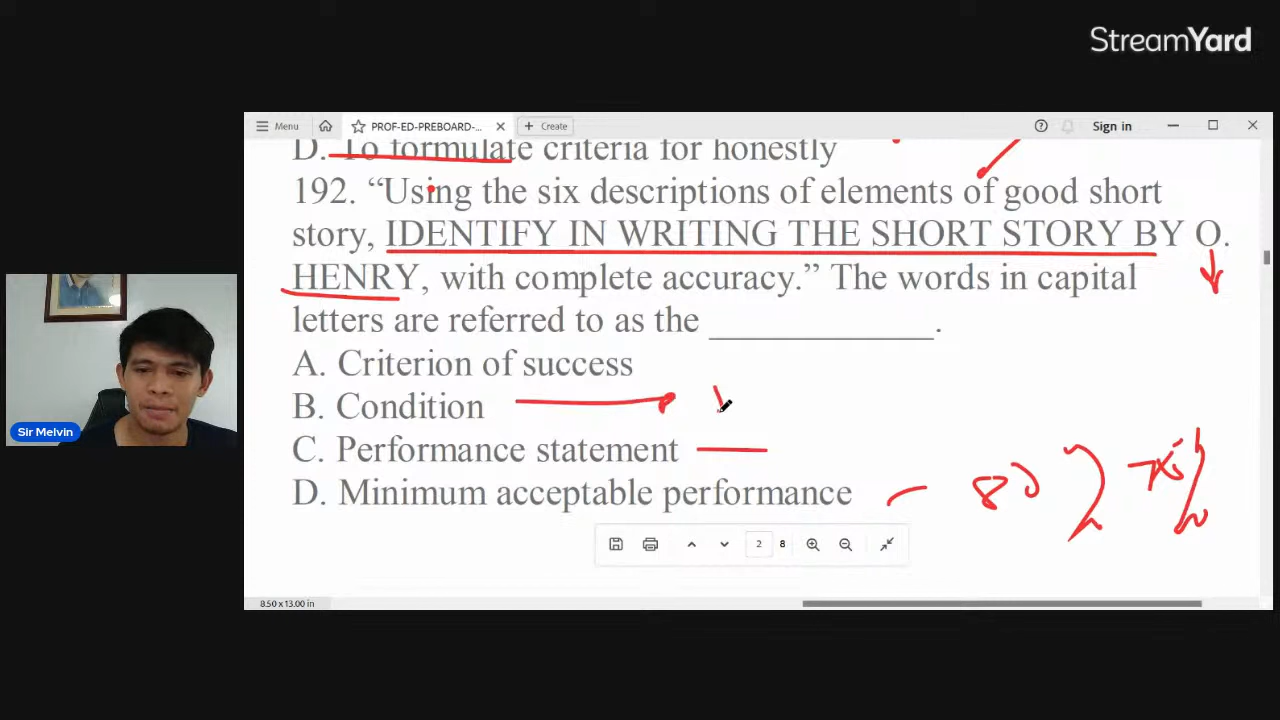 StreamYard
Menu
PROF-ED-PREBOARD-...
Create
Sign in
D. To formulate criteria for honestly
192. “Using the six descriptions of elements of good short
story, IDENTIFY IN WRITING THE SHORT STORY BY O.
HENRY, with complete accuracy.” The words in capital
letters are referred to as the ______________.
A. Criterion of success
B. Condition
C. Performance statement
D. Minimum acceptable performance
Sir Melvin
2 8
8.50 x 13.00 in